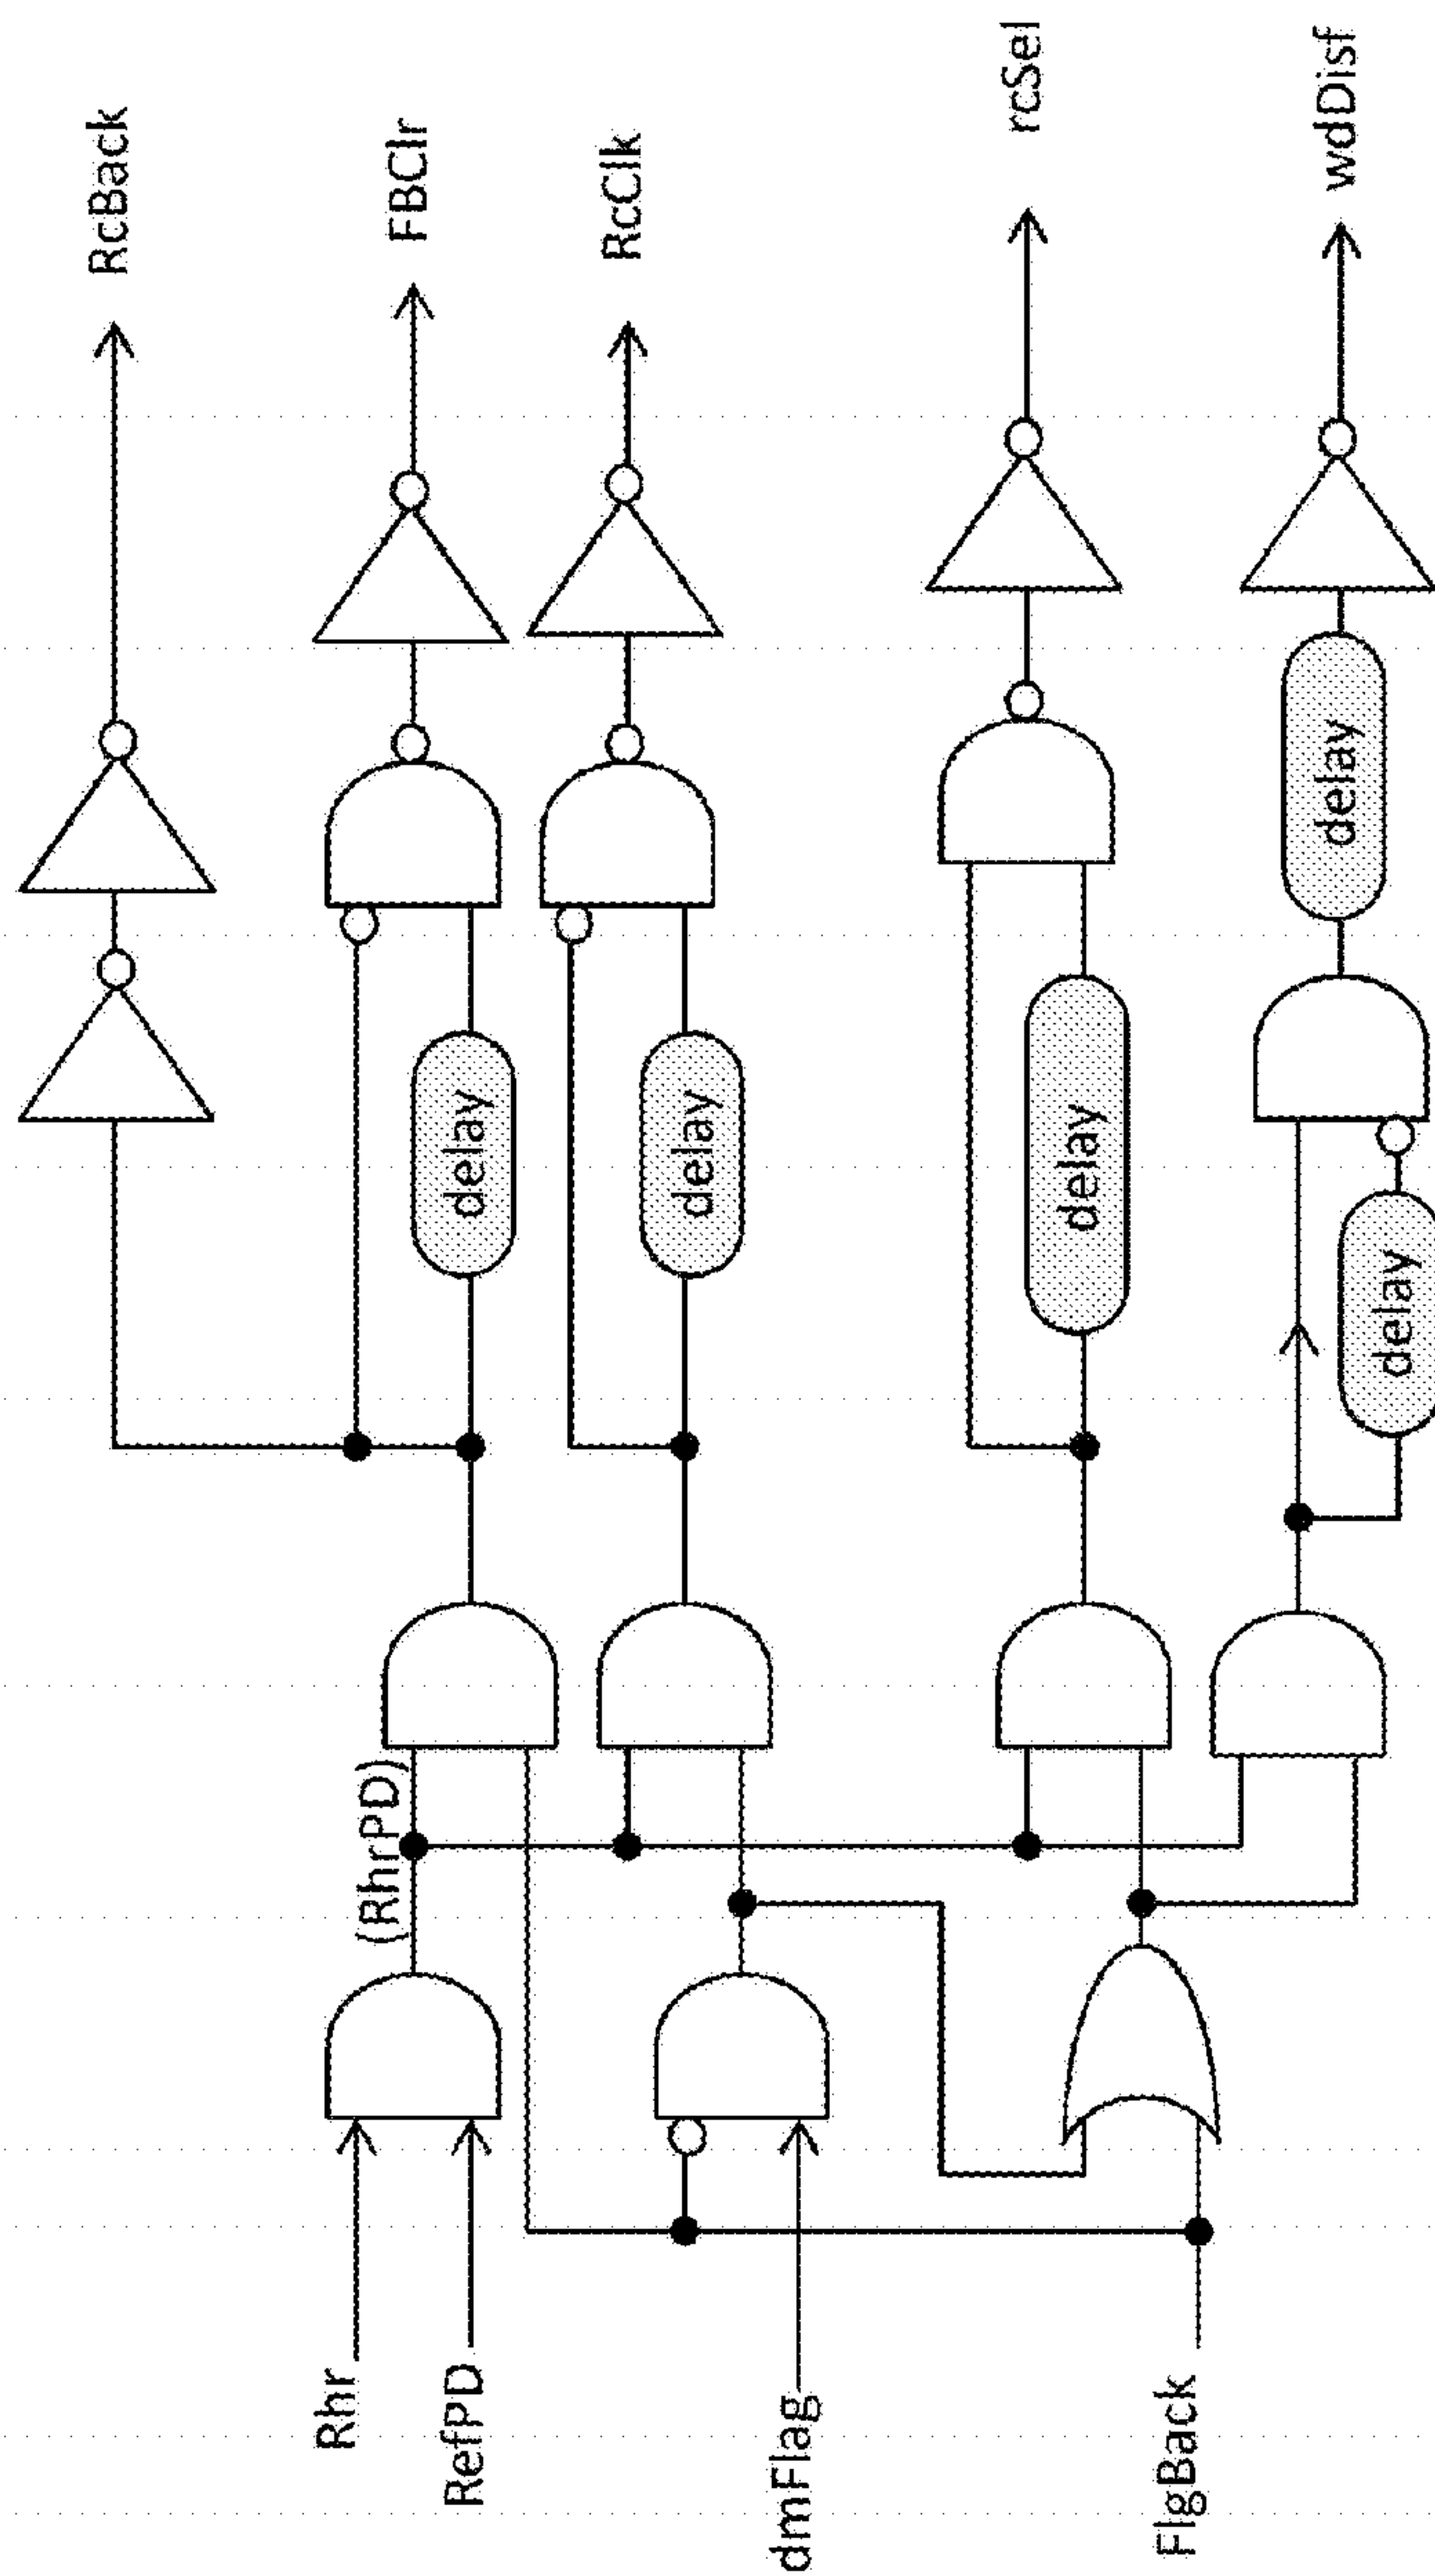 Rhr
RefPD
dmFlag
FlgBack
(RhrPD)
delay
delay
delay
delay
delay
RcBack
FBClr
RcClk
rcSel
wdDisf